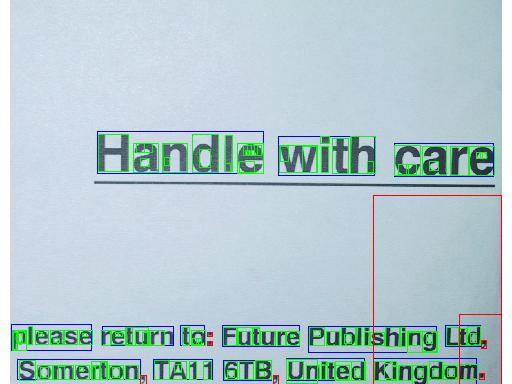 Handle with care
please return to: Future Publishing Ltd,
Somerton, TA11 6TB, United Kingdom.